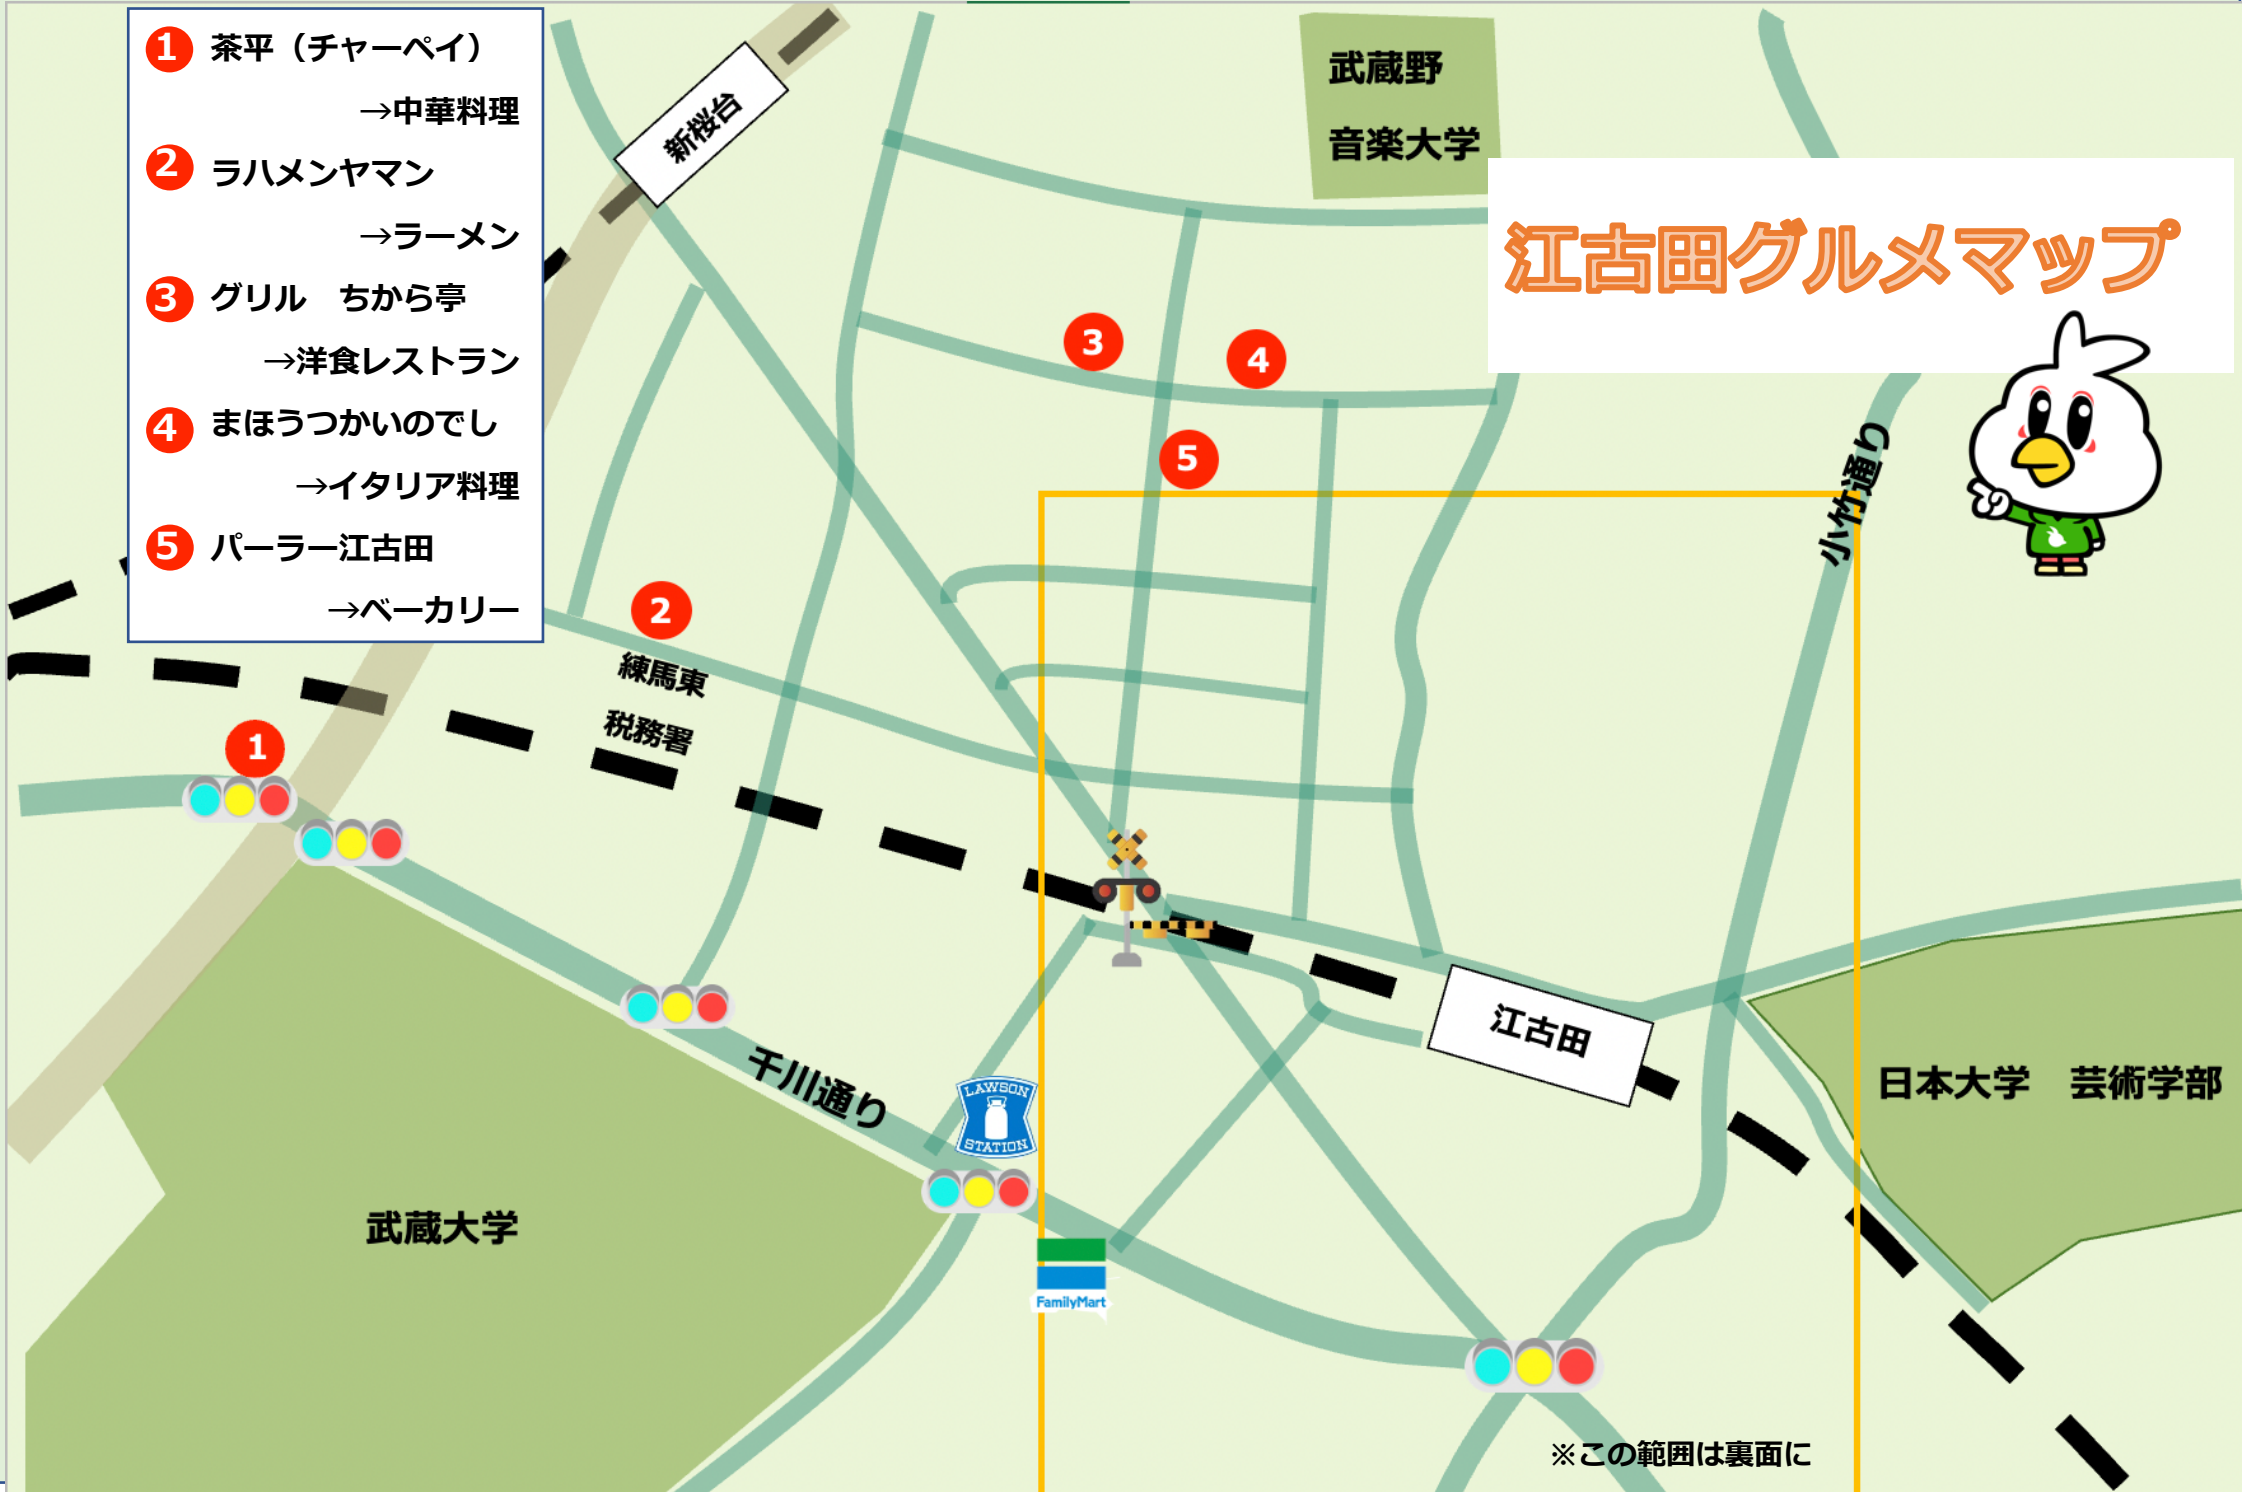 1 茶平（チャーペイ）
→中華料理
2 ラハメンヤマン
→ラーメン
3 グリル　ちから亭
→洋食レストラン
4 まほうつかいのでし
→イタリア料理
5 パーラー江古田
→ベーカリー
新桜台
武蔵野
音楽大学
江古田グルメマップ
3
4
5
小竹通り
2
練馬東
税務署
1
江古田
千川通り
LAWSON
STATION
日本大学　芸術学部
武蔵大学
FamilyMart
※この範囲は裏面に